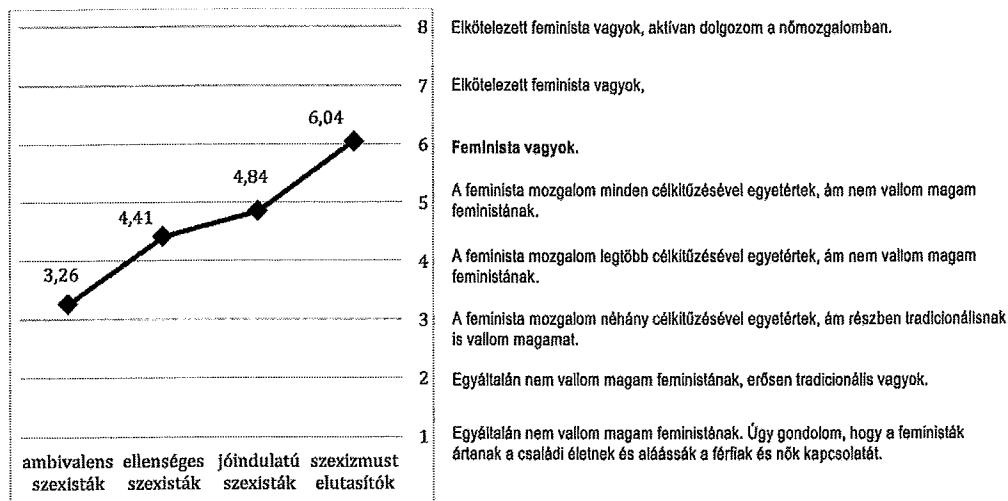 8 Elkötelezett feminista vagyok, aktívan dolgozom a nőmozgalomban.
7 Elkötelezett feminista vagyok,
6,04
6 Feminista vagyok.
4,84
A feminista mozgalom minden célkitűzésével egyetértek, ám nem vallom magam
5
feministának.
4,41
A feminista mozgalom legtöbb célkitűzésével egyetértek, ám nem vallom magam
4
feministának.
3,26
A feminista mozgalom néhány célkitűzésével egyetértek, ám részben tradicionálisnak
3
is vallom magamat.
2 Egyáltalán nem vallom magam feministának, erősen tradicionális vagyok.
Egyáltalán nem vallom magam feministának. Úgy gondolom, hogy a feministák
1
ártanak a családi életnek és aláássák a férfiak és nők kapcsolatát.
ambivalens ellenséges jóindulatú szexizmust
szexisták szexisták szexisták elutasítók